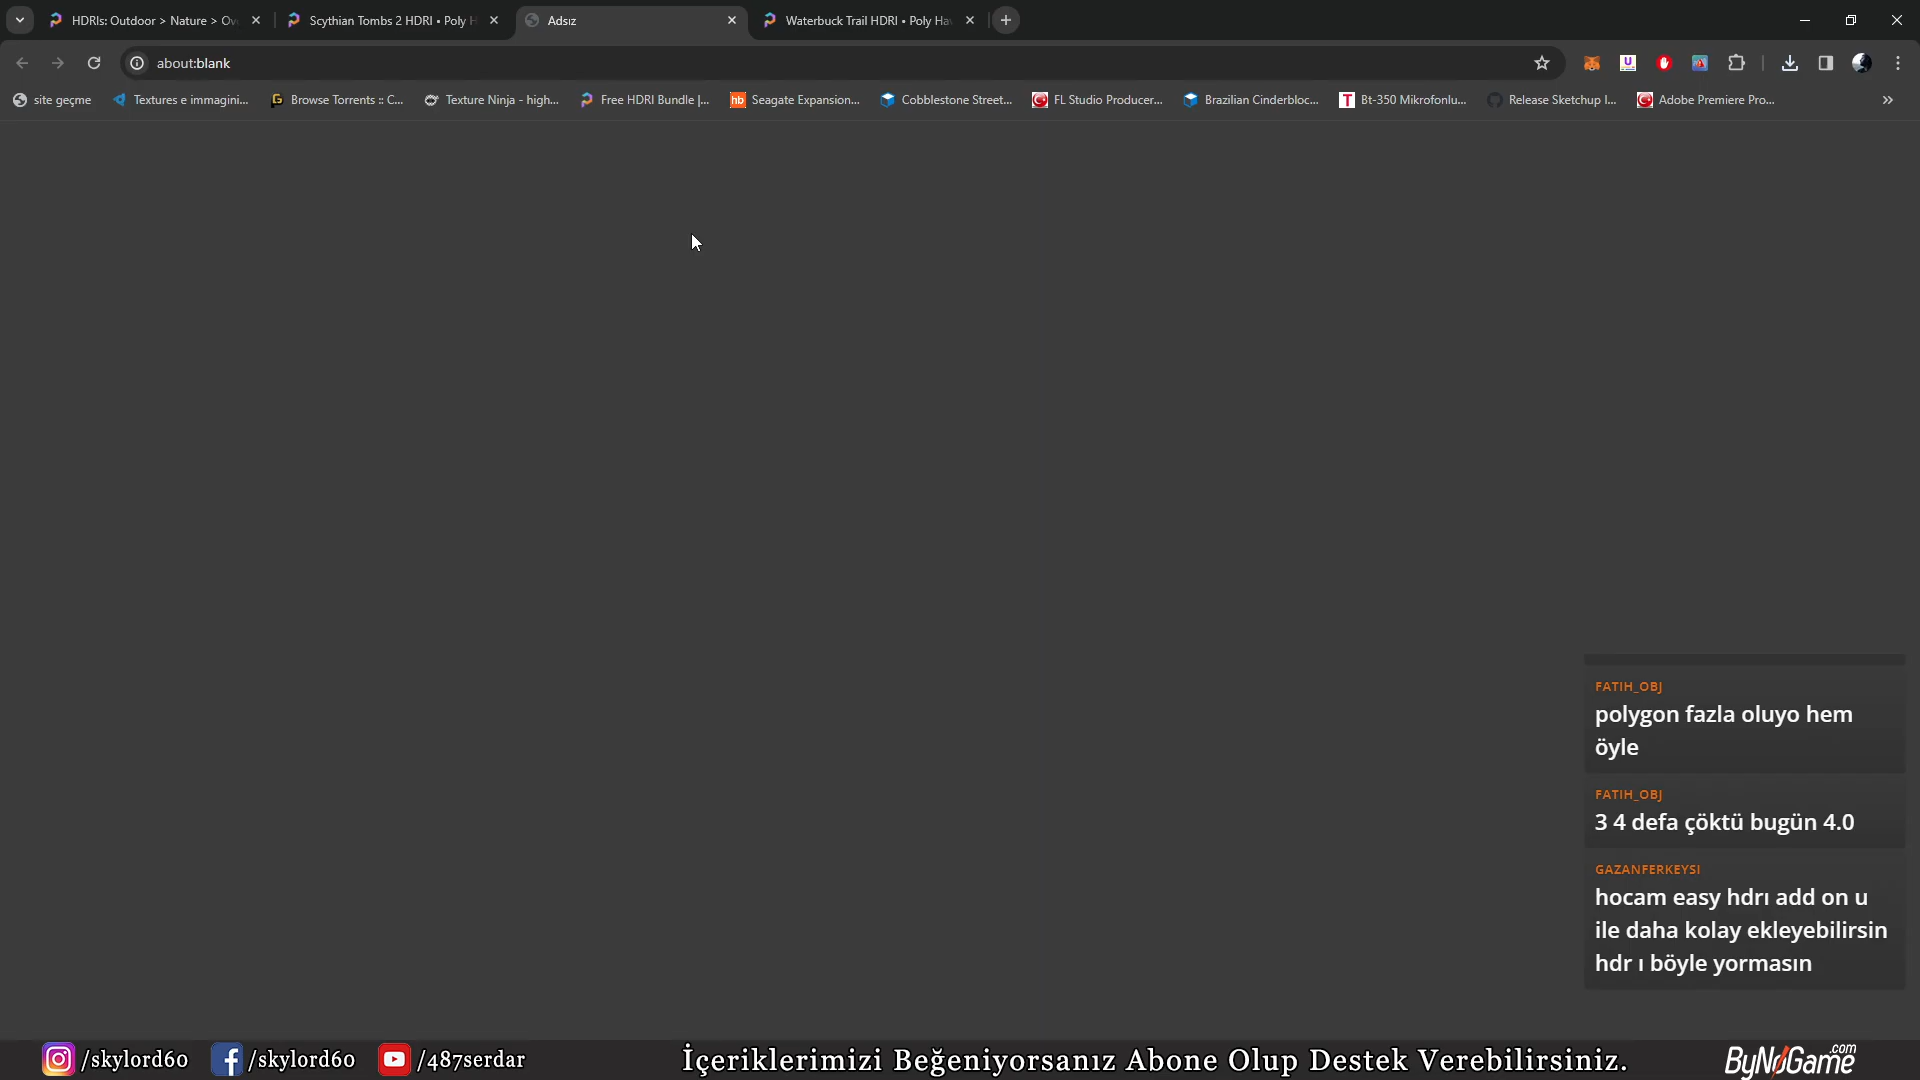 HDRIs: Outdoor > Nature > Ov
Scythian Tombs 2 HDRI • Poly H
Adsız
Waterbuck Trail HDRI • Poly Ha
about:blank
site geçme
Textures e immagini...
Browse Torrents :: C...
Texture Ninja - high...
Free HDRI Bundle |...
Seagate Expansion...
Cobblestone Street...
FL Studio Producer...
Brazilian Cinderbloc...
Bt-350 Mikrofonlu...
Release Sketchup I...
Adobe Premiere Pro...
FATIH_OBJ
polygon fazla oluyo hem
öyle
FATIH_OBJ
3 4 defa çöktü bugün 4.0
GAZANFERKEYSI
hocam easy hdrı add on u
ile daha kolay ekleyebilirsin
hdr ı böyle yormasın
/skylord60
/skylord60
/487serdar
İçeriklerimizi Beğeniyorsanız Abone Olup Destek Verebilirsiniz.
ByNoGame.com